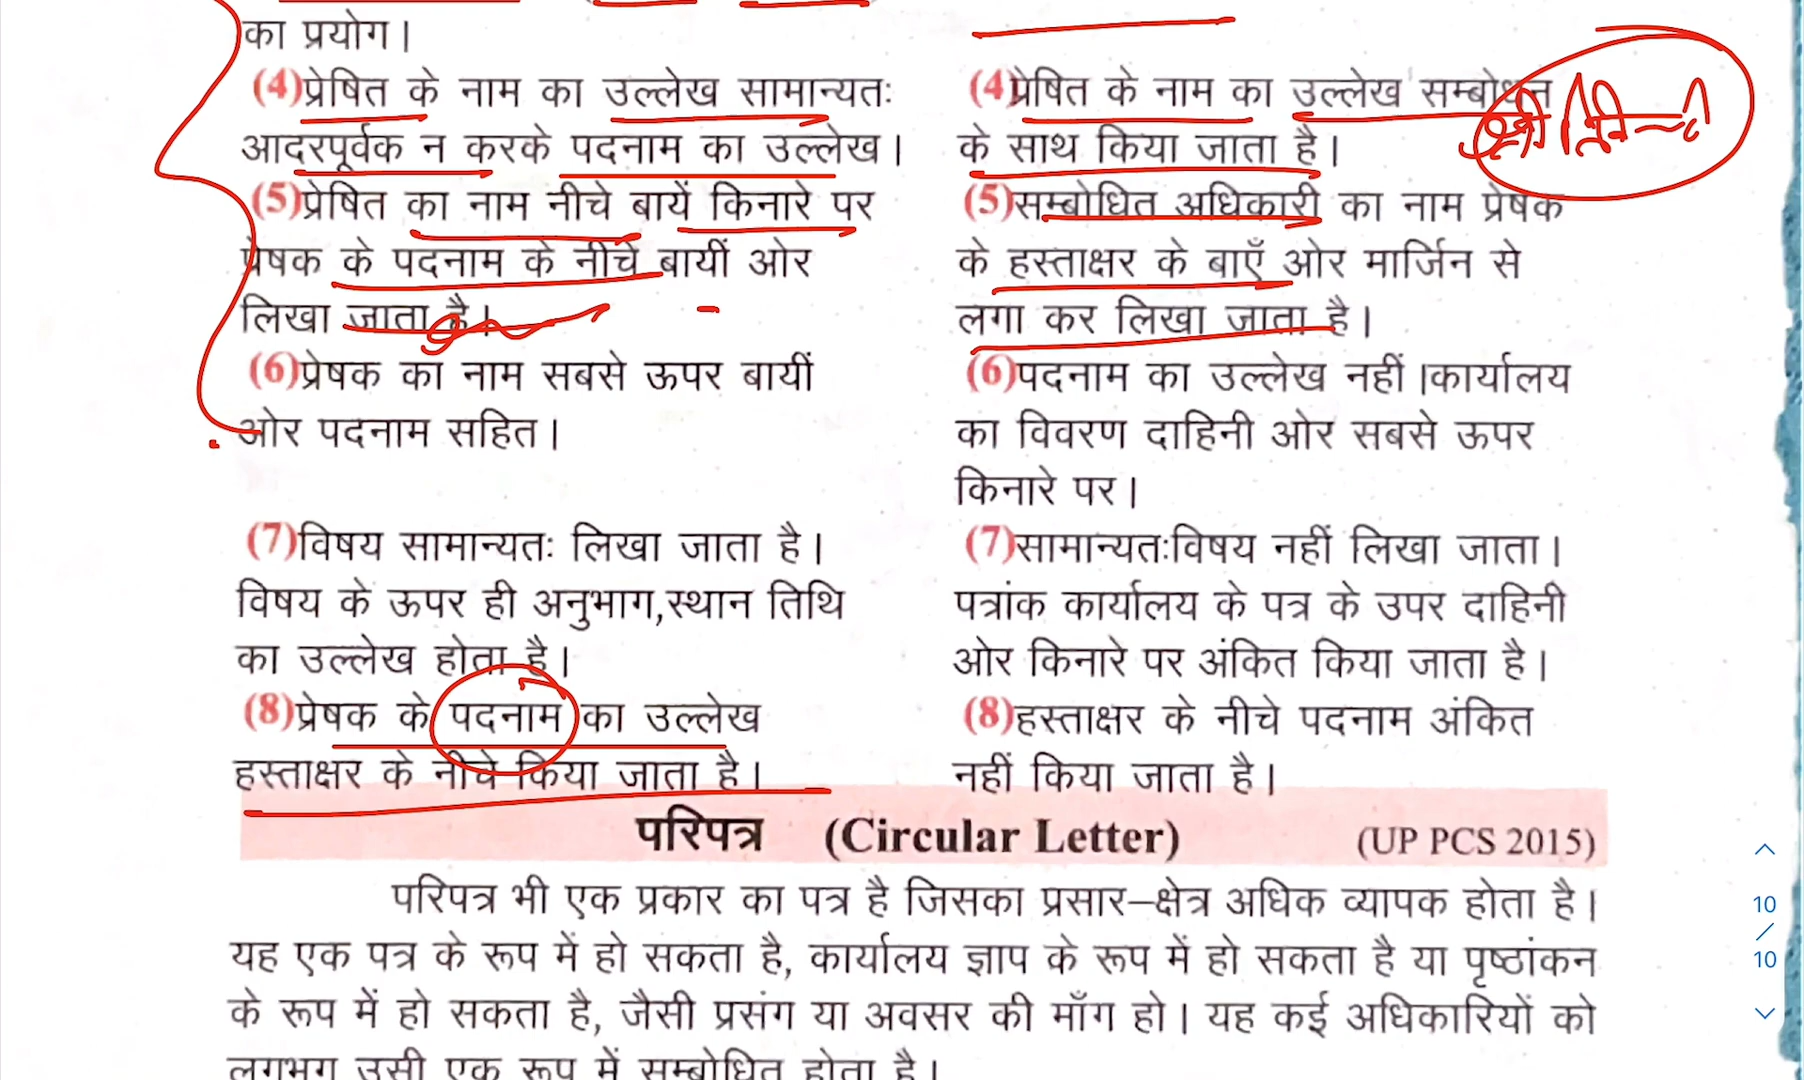 का प्रयोग।
(4)प्रेषित के नाम का उल्लेख सामान्यतः
आदरपूर्वक न करके पदनाम का उल्लेख।
(5)प्रेषित का नाम नीचे बायें किनारे पर
प्रेषक के पदनाम के नीचे बायीं ओर
लिखा जाता है।
(6)प्रेषक का नाम सबसे ऊपर बायीं
ओर पदनाम सहित।
(7)विषय सामान्यतः लिखा जाता है।
विषय के ऊपर ही अनुभाग,स्थान तिथि
का उल्लेख होता है।
(8)प्रेषक के पदनाम का उल्लेख
हस्ताक्षर के नीचे किया जाता है।
(4)प्रेषित के नाम का उल्लेख सम्बोधन
के साथ किया जाता है।
(5)सम्बोधित अधिकारी का नाम प्रेषक
के हस्ताक्षर के बाएँ ओर मार्जिन से
लगा कर लिखा जाता है।
(6)पदनाम का उल्लेख नहीं।कार्यालय
का विवरण दाहिनी ओर सबसे ऊपर
किनारे पर।
(7)सामान्यतःविषय नहीं लिखा जाता।
पत्रांक कार्यालय के पत्र के उपर दाहिनी
ओर किनारे पर अंकित किया जाता है।
(8)हस्ताक्षर के नीचे पदनाम अंकित
नहीं किया जाता है।
परिपत्र (Circular Letter) (UP PCS 2015)
परिपत्र भी एक प्रकार का पत्र है जिसका प्रसार–क्षेत्र अधिक व्यापक होता है।
यह एक पत्र के रूप में हो सकता है, कार्यालय ज्ञाप के रूप में हो सकता है या पृष्ठांकन
के रूप में हो सकता है, जैसी प्रसंग या अवसर की माँग हो। यह कई अधिकारियों को
लगभग उसी एक रूप में सम्बोधित होता है।
10
/
10